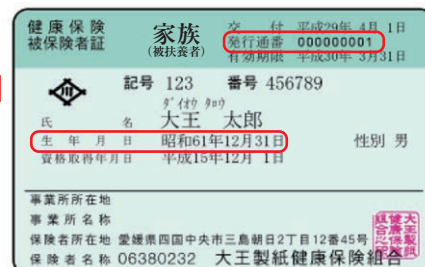 健康保険 家族 交付 平成29年 4月 1日
被保険者証 (被扶養者) 発行通番 000000001
有効期限 平成30年 3月31日
記号 123 番号 456789
ダイオウ タロウ
氏名 大王 太郎
生年月日 昭和61年12月31日 性別 男
資格取得年月日 平成15年12月 1日
事業所所在地
事業所名称
保険者所在地 愛媛県四国中央市三島朝日2丁目12番45号
保険者名称 06380232 大王製紙健康保険組合